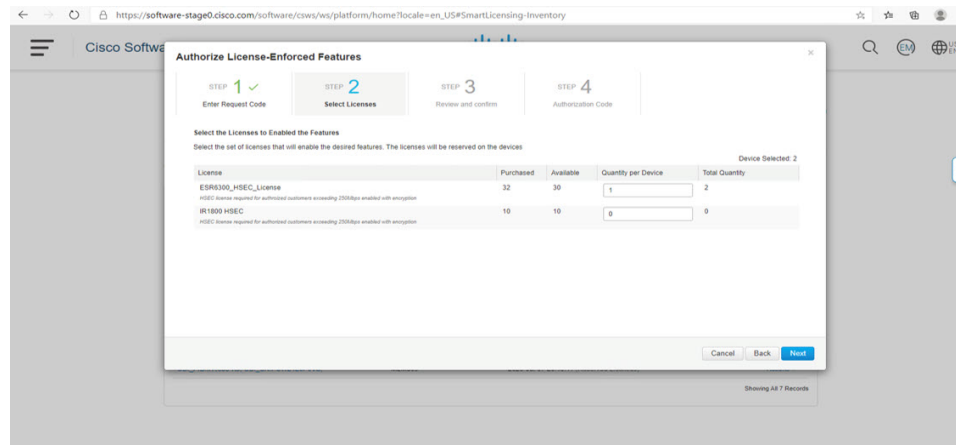 https://software-stage0.cisco.com/software/csws/ws/platform/home?locale=en_US#SmartLicensing-Inventory
Cisco Softwa
EM
Authorize License-Enforced Features
STEP 1
STEP 2
STEP 3
STEP 4
Enter Request Code
Select Licenses
Review and confirm
Authorization Code
Select the Licenses to Enabled the Features
Select the set of licenses that will enable the desired features. The licenses will be reserved on the devices
Device Selected: 2
License Purchased Available Quantity per Device Total Quantity
ESR6300_HSEC_License 32 30 1 2
HSEC license required for authorized customers exceeding 250Mbps enabled with encryption
IR1800 HSEC 10 10 0 0
HSEC license required for authorized customers exceeding 250Mbps enabled with encryption
Cancel Back Next
Showing All 7 Records